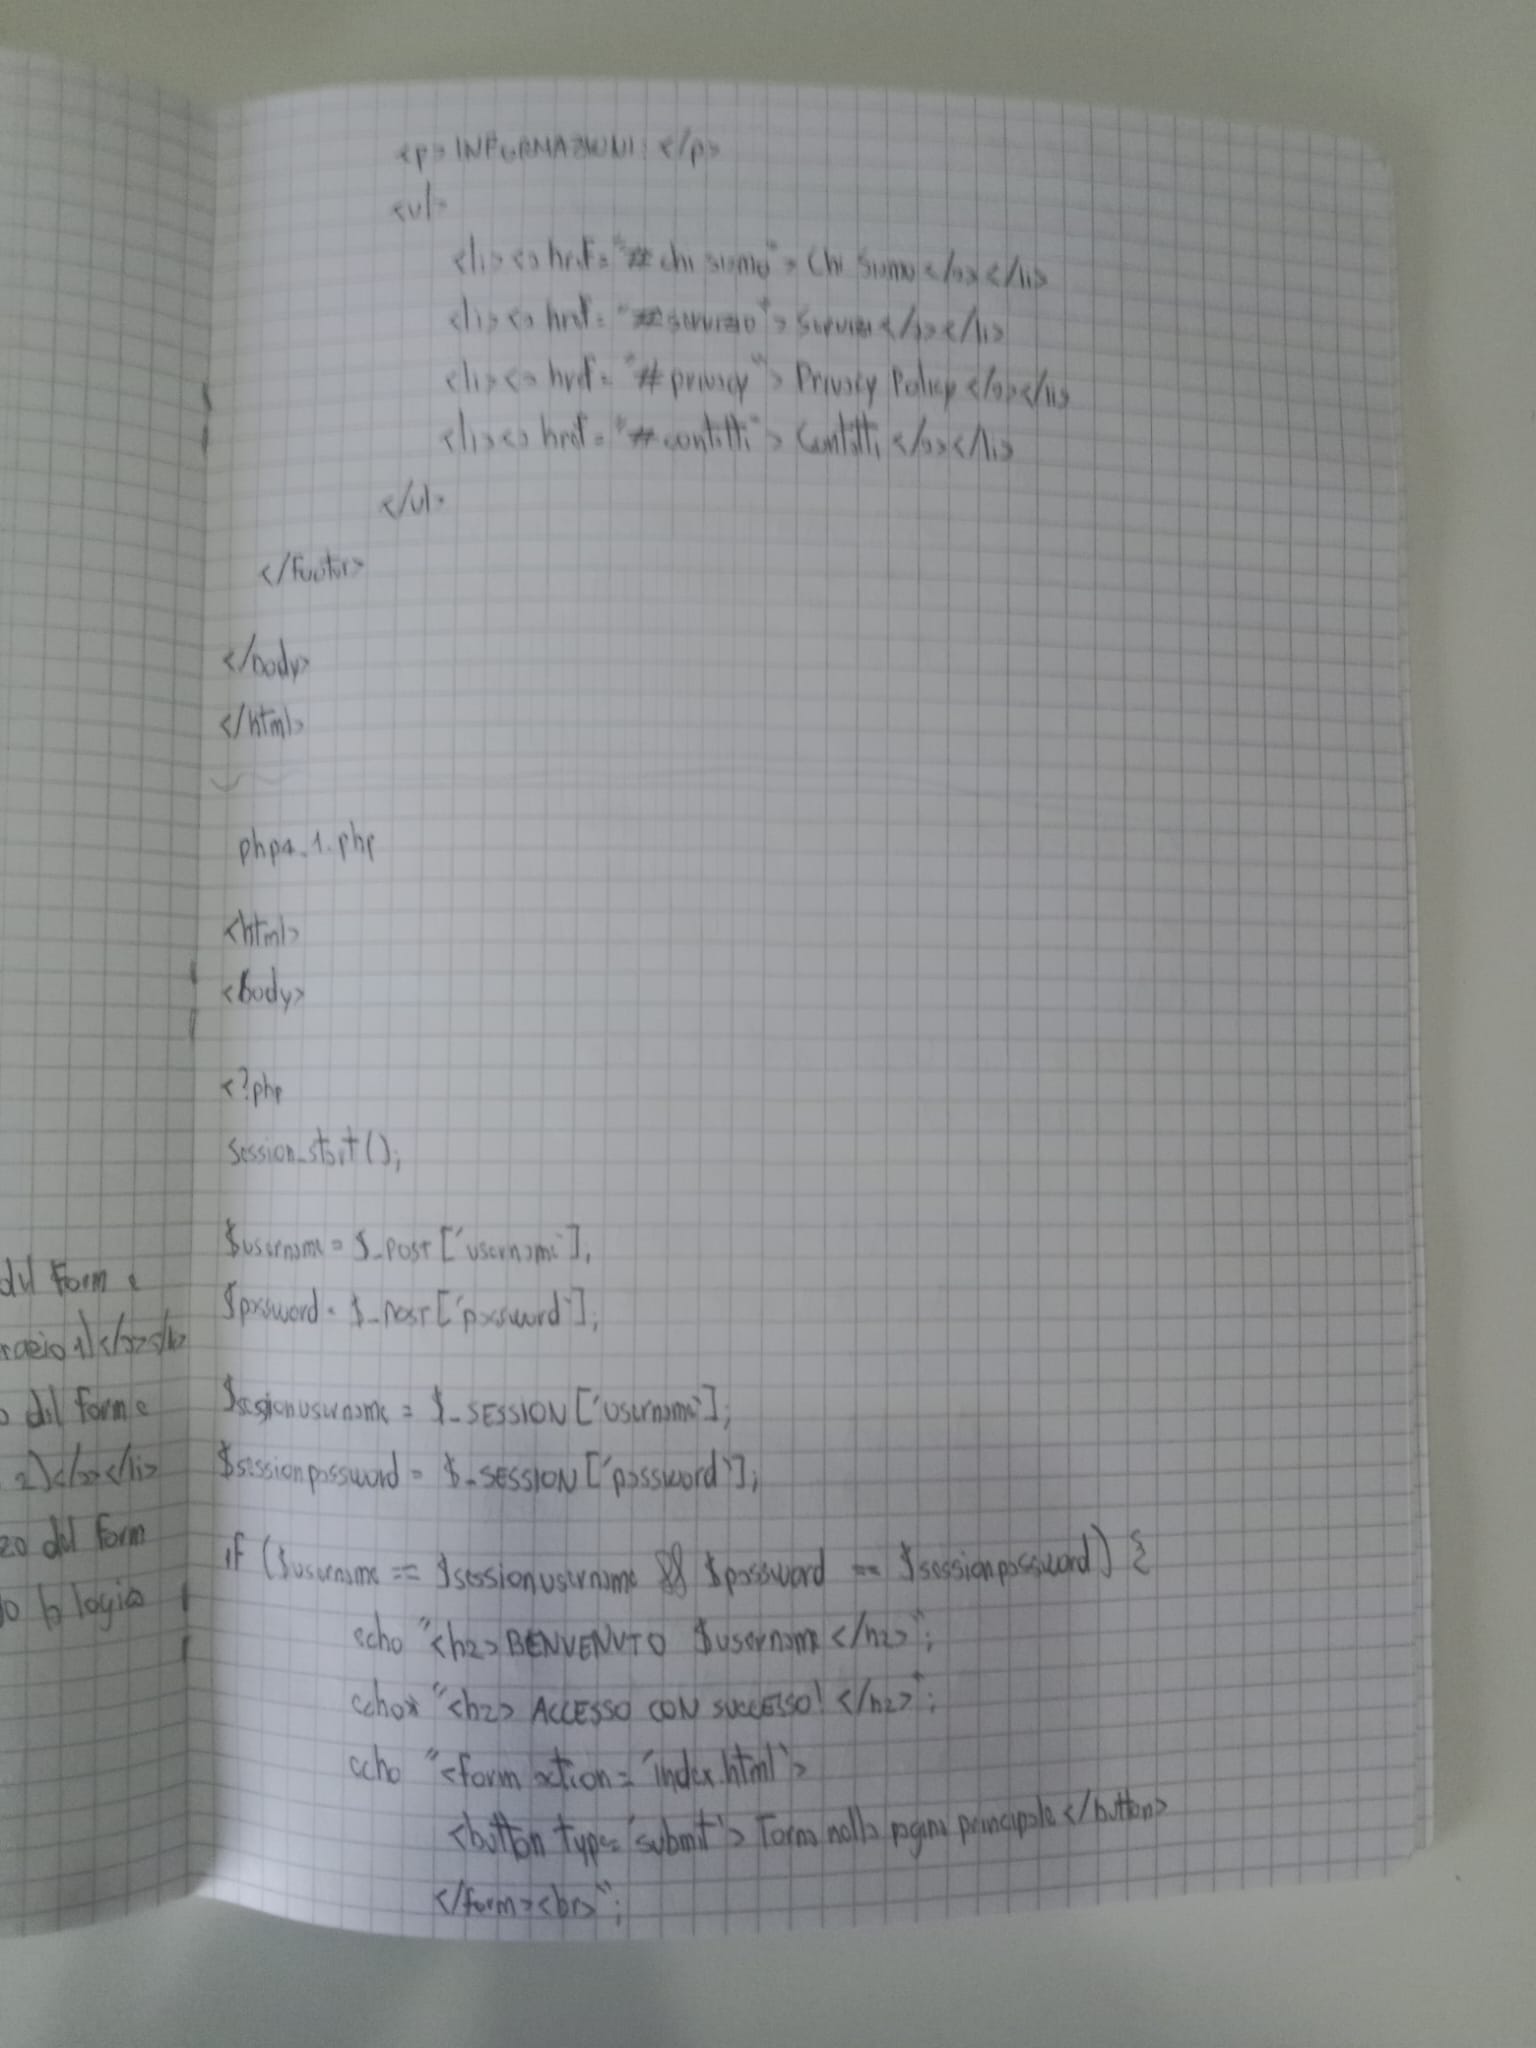 <p> INFORMAZIONI: </p>
<ul>
<li><a href="#chi siamo"> Chi Siamo </a></li>
<li><a href="#servizio"> Servizi </a></li>
<li><a href="#privacy"> Privacy Policy </a></li>
<li><a href="#contatti"> Contatti </a></li>
</ul>
</footer>
</body>
</html>
php4_1.php
<html>
<body>
<?php
session_start();
$username = $_POST['username'];
$password = $_POST['password'];
$sessionusername = $_SESSION['username'];
$sessionpassword = $_SESSION['password'];
if ($username == $sessionusername && $password == $sessionpassword) {
echo "<h2> BENVENUTO $username </h2>";
echo "<h2> ACCESSO CON SUCCESSO! </h2>";
echo "<form action = 'index.html'>
<button type='submit'> Torna nella pagina principale </button>
</form><br>";
del form e
1)</a></li>
del form e
2)</a></li>
del form
la login